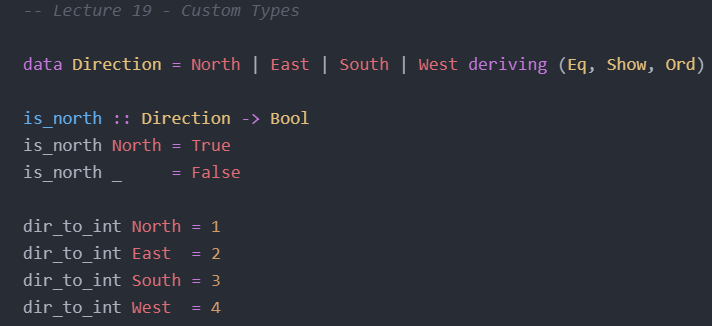 -- Lecture 19 - Custom Types
data Direction = North | East | South | West deriving (Eq, Show, Ord)
is_north :: Direction -> Bool
is_north North = True
is_north _     = False
dir_to_int North = 1
dir_to_int East  = 2
dir_to_int South = 3
dir_to_int West  = 4